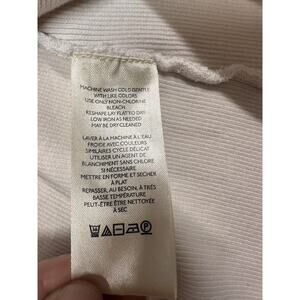 MACHINE WASH COLD GENTLE
WITH LIKE COLORS
USE ONLY NON-CHLORINE
BLEACH
RESHAPE LAY FLAT TO DRY
LOW IRON AS NEEDED
MAY BE DRY CLEANED
LAVER À LA MACHINE À L'EAU
FROIDE AVEC COULEURS
SIMILAIRES CYCLE DÉLICAT
UTILISER UN AGENT DE
BLANCHIMENT SANS CHLORE
SI NÉCESSAIRE
METTRE EN FORME ET SÉCHER
À PLAT
REPASSER, AU BESOIN, À TRÈS
BASSE TEMPÉRATURE
PEUT-ÊTRE ÊTRE NETTOYÉE
À SEC